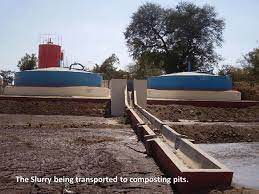 The Slurry being transported to composting pits.